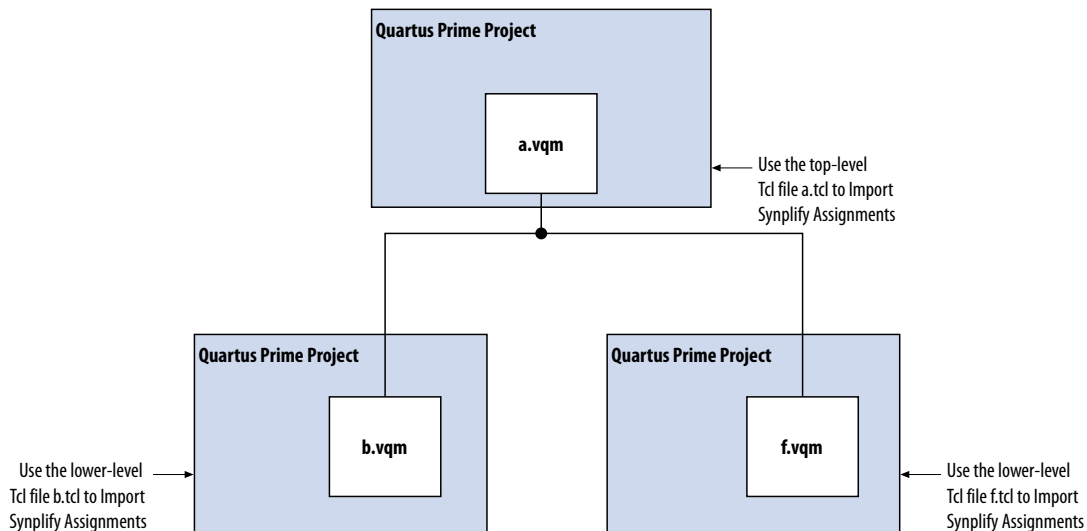 Quartus Prime Project
a.vqm
Use the top-level
Tcl file a.tcl to Import
Synplify Assignments
Quartus Prime Project
b.vqm
Use the lower-level
Tcl file b.tcl to Import
Synplify Assignments
Quartus Prime Project
f.vqm
Use the lower-level
Tcl file f.tcl to Import
Synplify Assignments